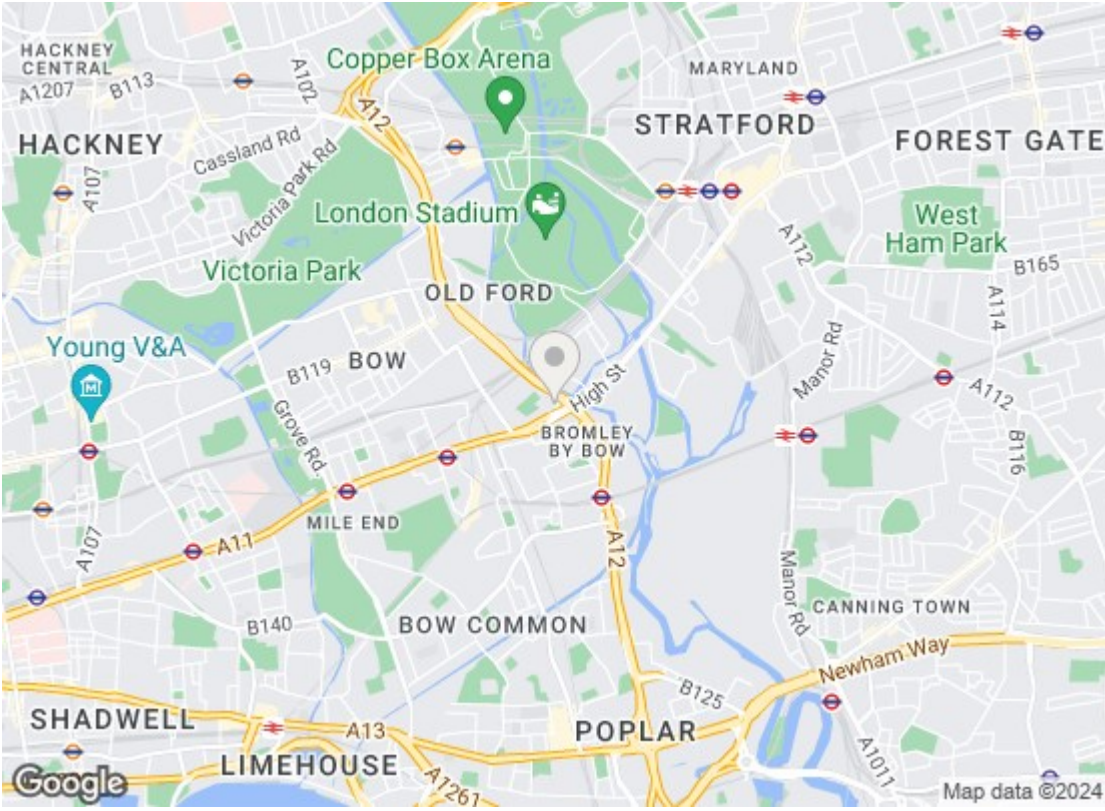 HACKNEY
CENTRAL
A1207
B113
A102
A12
Copper Box Arena
MARYLAND
STRATFORD
FOREST GATE
HACKNEY
A107
Cassland Rd
Victoria Park Rd
London Stadium
West
Ham Park
A112
B165
Victoria Park
OLD FORD
A114
Manor Rd
Young V&A
B119
BOW
High St
A112
Grove Rd.
BROMLEY
BY BOW
B116
MILE END
A107
A11
A12
Manor Rd
B140
BOW COMMON
CANNING TOWN
Newham Way
B125
SHADWELL
A13
POPLAR
LIMEHOUSE
A1261
A1011
Google
Map data ©2024